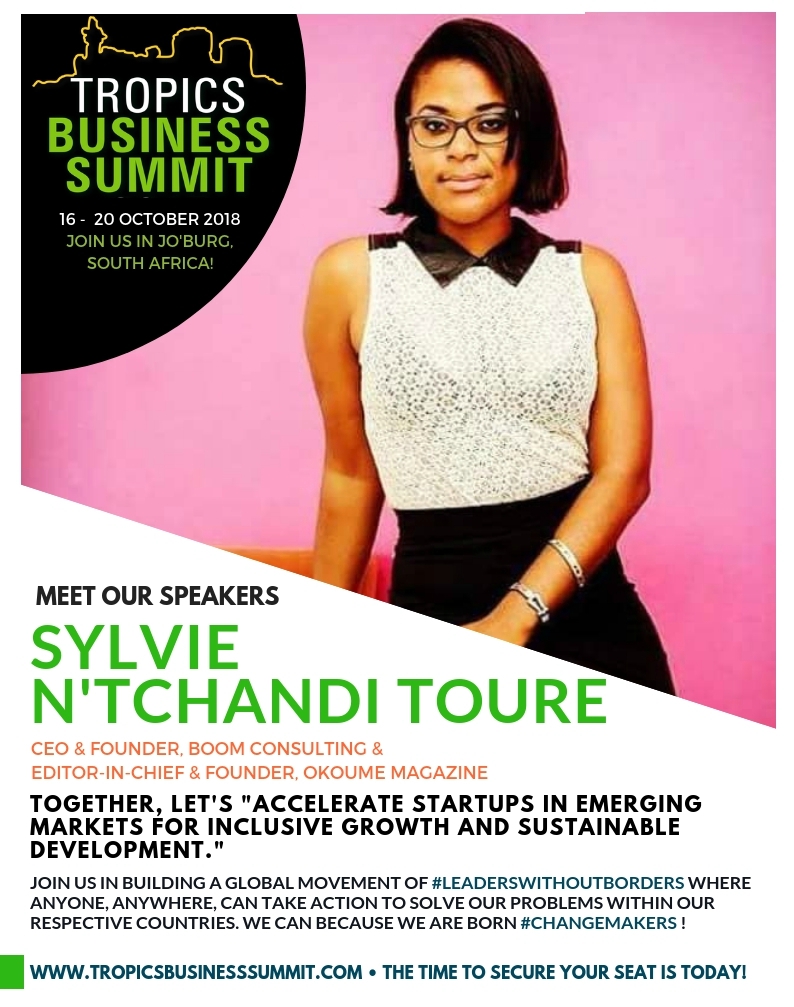 TROPICS
BUSINESS
SUMMIT
16 -  20 OCTOBER 2018
JOIN US IN JO'BURG,
SOUTH AFRICA!
MEET OUR SPEAKERS
SYLVIE
N'TCHANDI TOURE
CEO & FOUNDER, BOOM CONSULTING &
EDITOR-IN-CHIEF & FOUNDER, OKOUME MAGAZINE
TOGETHER, LET'S "ACCELERATE STARTUPS IN EMERGING
MARKETS FOR INCLUSIVE GROWTH AND SUSTAINABLE
DEVELOPMENT."
JOIN US IN BUILDING A GLOBAL MOVEMENT OF #LEADERSWITHOUTBORDERS WHERE
ANYONE, ANYWHERE, CAN TAKE ACTION TO SOLVE OUR PROBLEMS WITHIN OUR
RESPECTIVE COUNTRIES. WE CAN BECAUSE WE ARE BORN #CHANGEMAKERS !
WWW.TROPICSBUSINESSSUMMIT.COM • THE TIME TO SECURE YOUR SEAT IS TODAY!